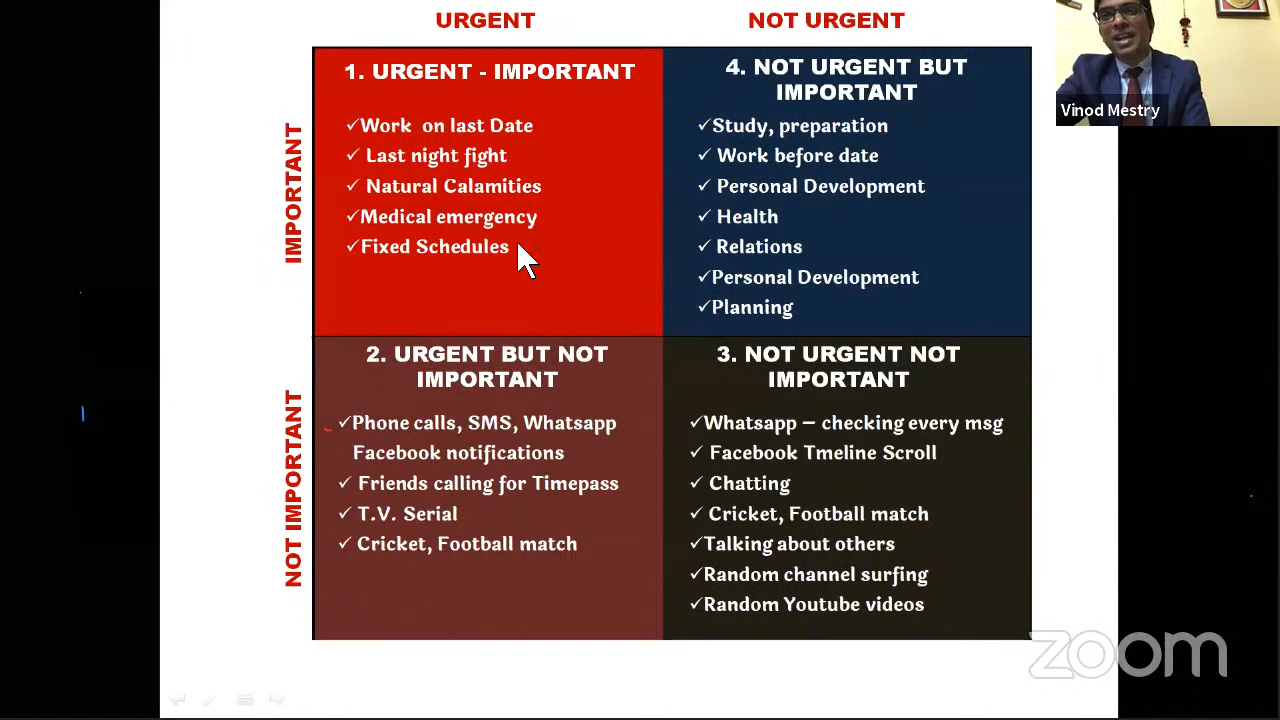 URGENT
NOT URGENT
Vinod Mestry
IMPORTANT
1. URGENT - IMPORTANT
✓Work on last Date
✓ Last night fight
✓ Natural Calamities
✓Medical emergency
✓Fixed Schedules
4. NOT URGENT BUT
IMPORTANT
✓Study, preparation
✓ Work before date
✓ Personal Development
✓ Health
✓ Relations
✓Personal Development
✓Planning
NOT IMPORTANT
2. URGENT BUT NOT
IMPORTANT
✓Phone calls, SMS, Whatsapp
Facebook notifications
✓ Friends calling for Timepass
✓ T.V. Serial
✓ Cricket, Football match
3. NOT URGENT NOT
IMPORTANT
✓Whatsapp – checking every msg
✓ Facebook Tmeline Scroll
✓ Chatting
✓ Cricket, Football match
✓Talking about others
✓Random channel surfing
✓Random Youtube videos
zoom